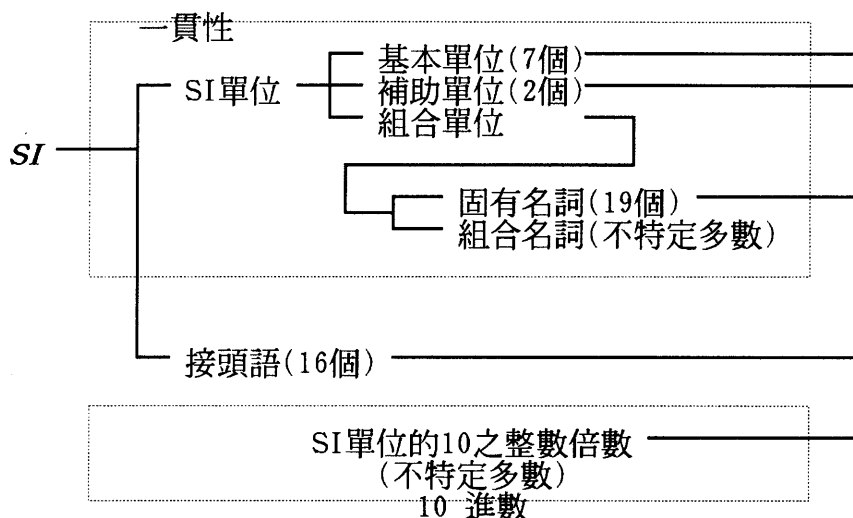 一貫性
基本單位(7個)
SI單位
補助單位(2個)
組合單位
SI
固有名詞(19個)
組合名詞(不特定多數)
接頭語(16個)
SI單位的10之整數倍數
(不特定多數)
10 進數